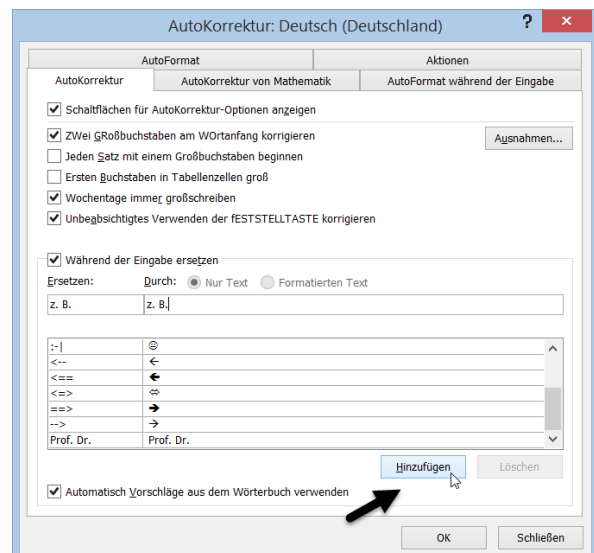 AutoKorrektur: Deutsch (Deutschland)
? ×
AutoFormat Aktionen
AutoKorrektur AutoKorrektur von Mathematik AutoFormat während der Eingabe
Schaltflächen für AutoKorrektur-Optionen anzeigen
ZWei GRoßbuchstaben am WOrtanfang korrigieren
Ausnahmen...
Jeden Satz mit einem Großbuchstaben beginnen
Ersten Buchstaben in Tabellenzellen groß
Wochentage immer großschreiben
Unbeabsichtigtes Verwenden der fESTSTELLTASTE korrigieren
Während der Eingabe ersetzen
Ersetzen: Durch: Nur Text Formatierten Text
z. B. z. B.
:-| 😐
<-- ←
<== 🡸
<=> ⇔
==> 🡺
--> →
Prof. Dr. Prof. Dr.
Hinzufügen Löschen
Automatisch Vorschläge aus dem Wörterbuch verwenden
OK Schließen